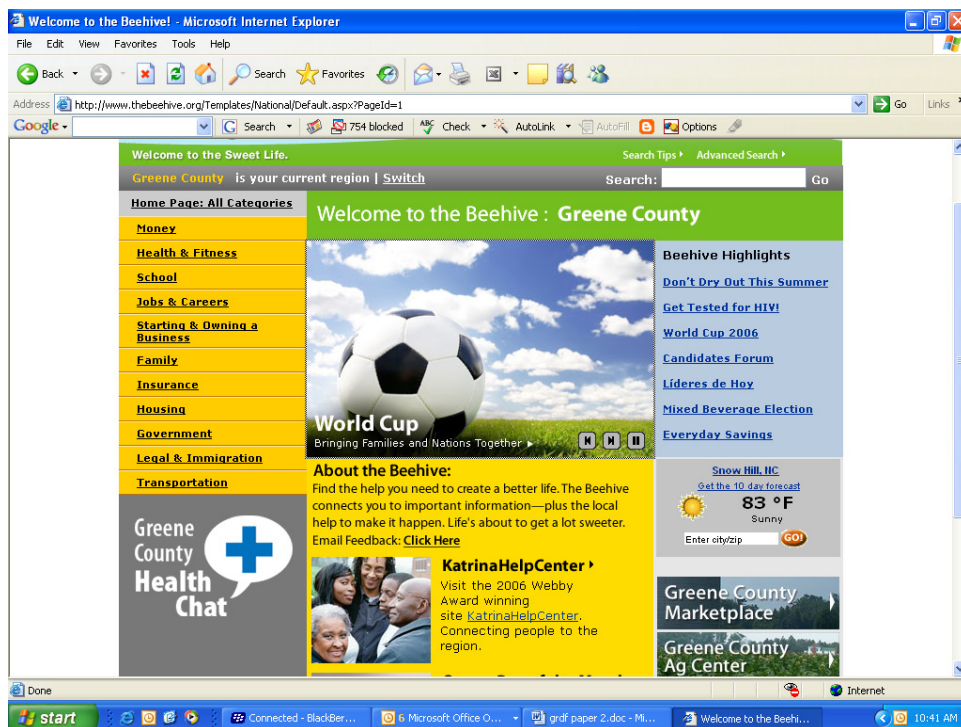 Welcome to the Beehive! - Microsoft Internet Explorer
File Edit View Favorites Tools Help
Back Search Favorites
Address http://www.thebeehive.org/Templates/National/Default.aspx?PageId=1 Go Links
Google Search 754 blocked ABC Check AutoLink AutoFill Options
Welcome to the Sweet Life. Search Tips Advanced Search
Greene County is your current region | Switch Search: Go
Home Page: All Categories
Money
Health & Fitness
School
Jobs & Careers
Starting & Owning a
Business
Family
Insurance
Housing
Government
Legal & Immigration
Transportation
Greene
County
Health
Chat
Welcome to the Beehive : Greene County
World Cup
Bringing Families and Nations Together
About the Beehive:
Find the help you need to create a better life. The Beehive
connects you to important information—plus the local
help to make it happen. Life's about to get a lot sweeter.
Email Feedback: Click Here
KatrinaHelpCenter
Visit the 2006 Webby
Award winning
site KatrinaHelpCenter.
Connecting people to the
region.
Beehive Highlights
Don't Dry Out This Summer
Get Tested for HIV!
World Cup 2006
Candidates Forum
Líderes de Hoy
Mixed Beverage Election
Everyday Savings
Snow Hill, NC
Get the 10 day forecast
83 °F
Sunny
Enter city/zip GO!
Greene County
Marketplace
Greene County
Ag Center
Done Internet
start Connected - BlackBer... 6 Microsoft Office O... grdf paper 2.doc - Mi... Welcome to the Beehi... 10:41 AM